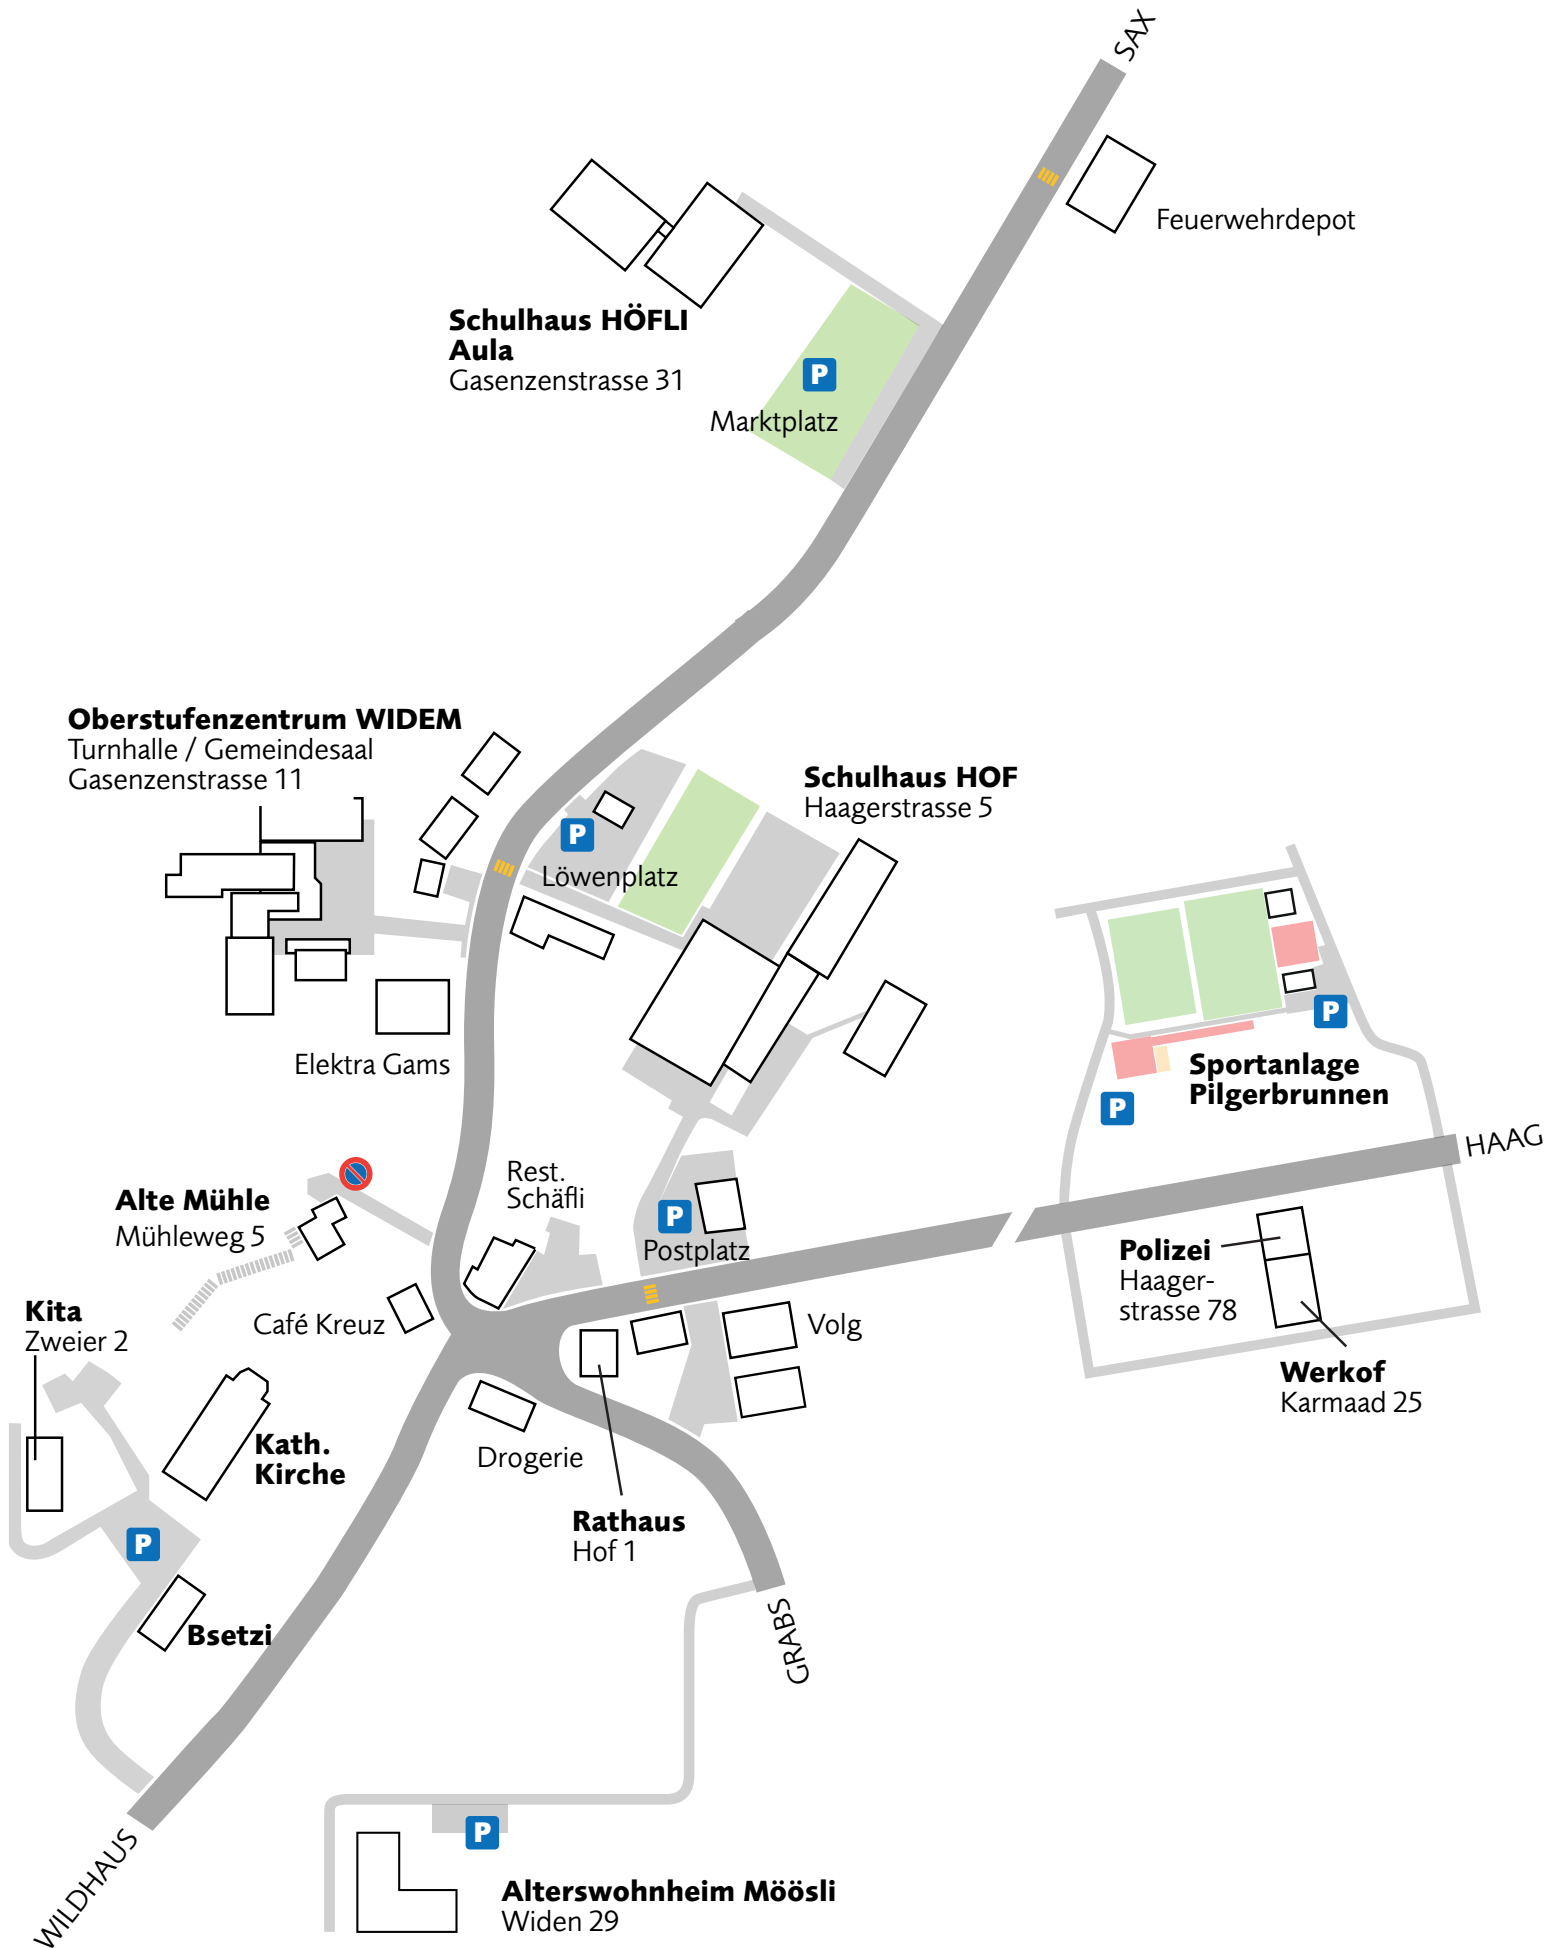 SAX
Feuerwehrdepot
Schulhaus HÖFLI
Aula
Gasenzenstrasse 31
P
Marktplatz
Oberstufenzentrum WIDEM
Turnhalle / Gemeindesaal
Gasenzenstrasse 11
Schulhaus HOF
Haagerstrasse 5
P
Löwenplatz
Elektra Gams
P
Sportanlage
Pilgerbrunnen
P
HAAG
Rest.
Schäfli
Alte Mühle
Mühleweg 5
P
Postplatz
Polizei
Haager-
strasse 78
Kita
Zweier 2
Café Kreuz
Volg
Werkof
Karmaad 25
Kath.
Kirche
Drogerie
Rathaus
Hof 1
P
Bsetzi
GRABS
WILDHAUS
P
Alterswohnheim Möösli
Widen 29